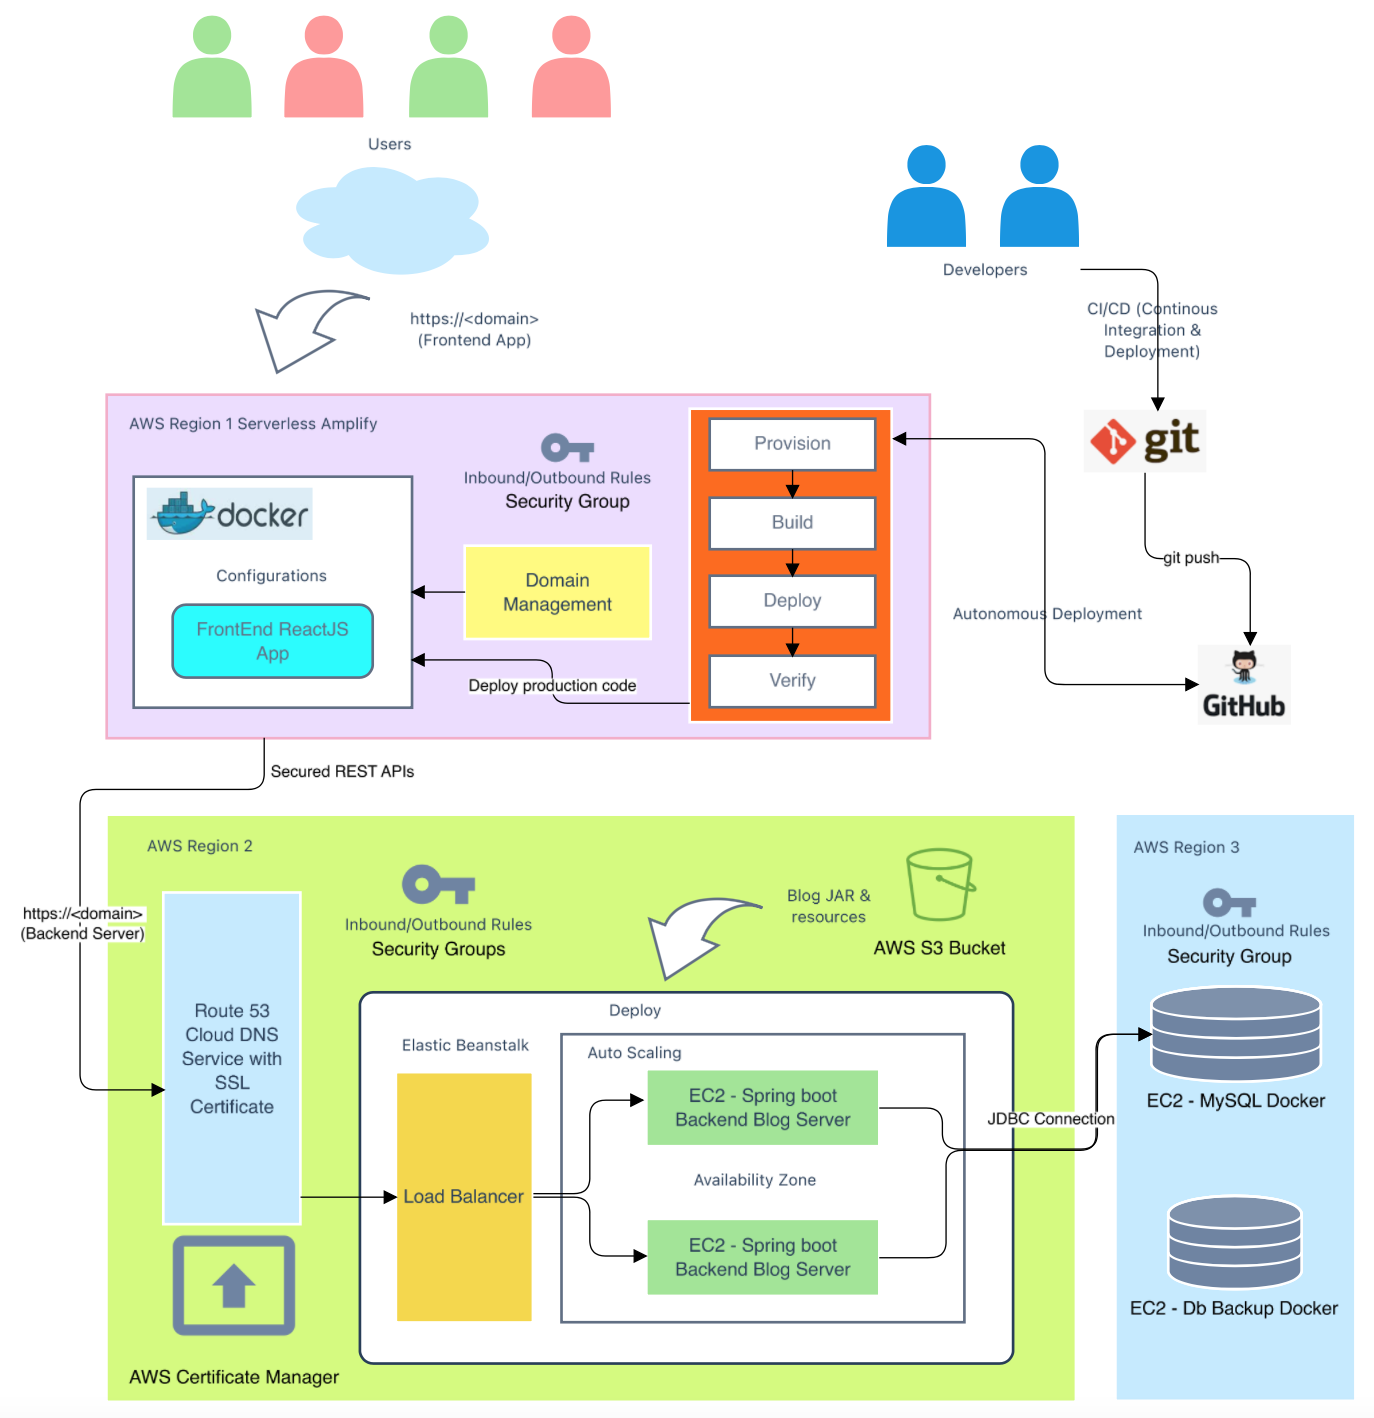 Users
https://<domain>
(Frontend App)
Developers
CI/CD (Continous
Integration &
Deployment)
git
git push
GitHub
Autonomous Deployment
AWS Region 1 Serverless Amplify
Inbound/Outbound Rules
Security Group
docker
Configurations
FrontEnd ReactJS
App
Domain
Management
Deploy production code
Provision
Build
Deploy
Verify
Secured REST APIs
https://<domain>
(Backend Server)
AWS Region 2
Inbound/Outbound Rules
Security Groups
Blog JAR &
resources
AWS S3 Bucket
Route 53
Cloud DNS
Service with
SSL
Certificate
AWS Certificate Manager
Deploy
Elastic Beanstalk
Load Balancer
Auto Scaling
EC2 - Spring boot
Backend Blog Server
Availability Zone
EC2 - Spring boot
Backend Blog Server
JDBC Connection
AWS Region 3
Inbound/Outbound Rules
Security Group
EC2 - MySQL Docker
EC2 - Db Backup Docker